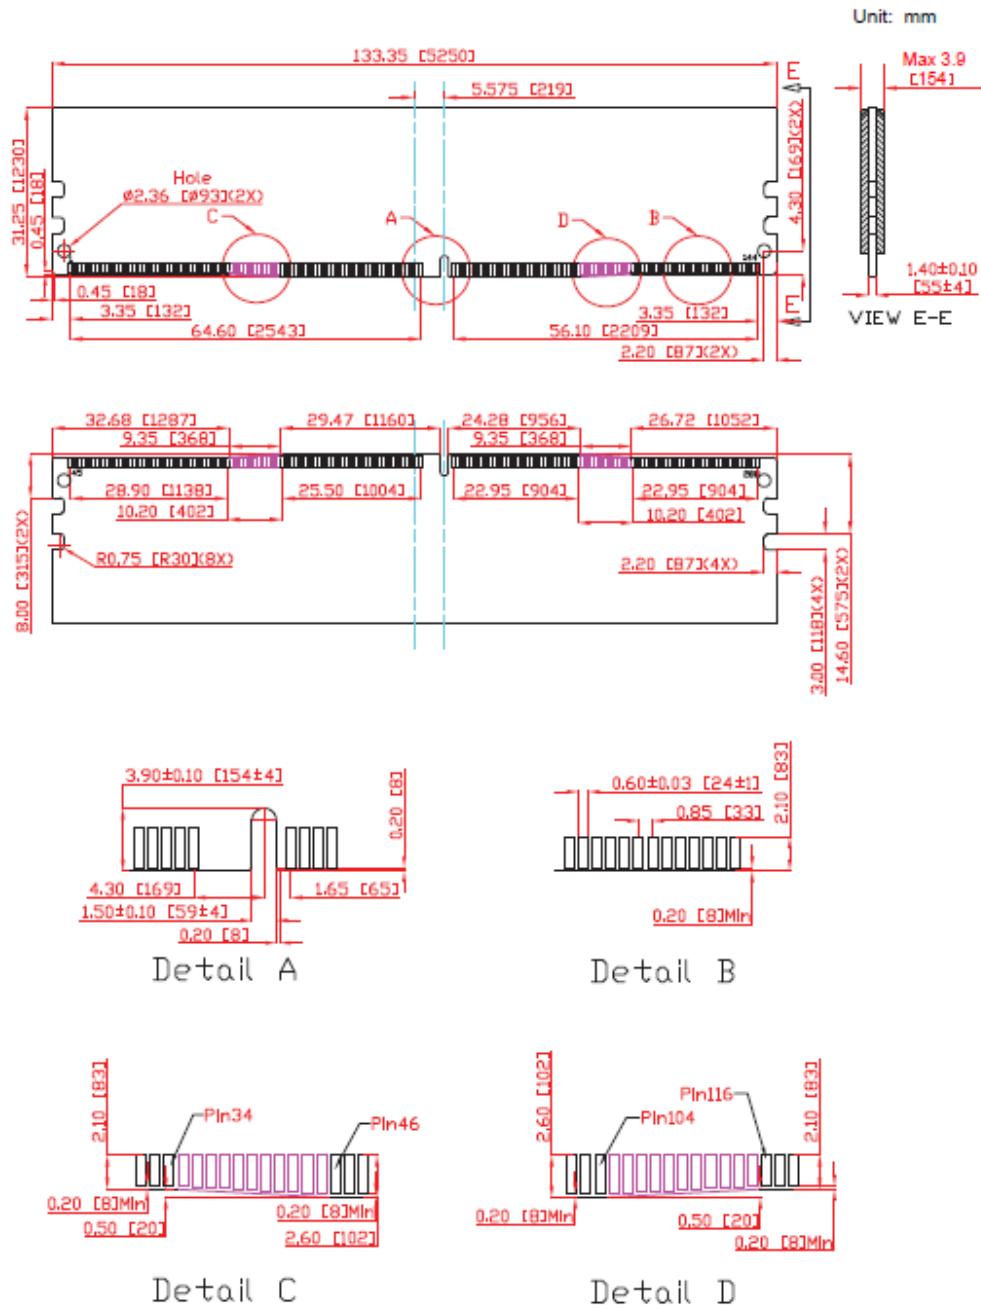 Unit: mm
133.35 [5250]
Max 3.9
[154]
E
5.575 [219]
31.25 [1230]
0.45 [18]
Hole
Ø2.36 [Ø93](2X)
C
A
D
B
4.30 [169](2X)
144
0.45 [18]
3.35 [132]
64.60 [2543]
56.10 [2209]
3.35 [132]
2.20 [87](2X)
E
1.40±0.10
[55±4]
VIEW E-E
32.68 [1287]
29.47 [1160]
24.28 [956]
26.72 [1052]
9.35 [368]
9.35 [368]
145
288
28.90 [1138]
25.50 [1004]
22.95 [904]
22.95 [904]
10.20 [402]
10.20 [402]
8.00 [315](2X)
R0.75 [R30](8X)
2.20 [87](4X)
3.00 [118](4X)
14.60 [575](2X)
3.90±0.10 [154±4]
0.20 [8]
4.30 [169]
1.65 [65]
1.50±0.10 [59±4]
0.20 [8]
Detail A
0.60±0.03 [24±1]
0.85 [33]
2.10 [83]
0.20 [8]Min
Detail B
2.10 [83]
Pin34
Pin46
0.20 [8]Min
0.50 [20]
0.20 [8]Min
2.60 [102]
Detail C
2.60 [102]
Pin116
Pin104
2.10 [83]
0.20 [8]Min
0.50 [20]
0.20 [8]Min
Detail D